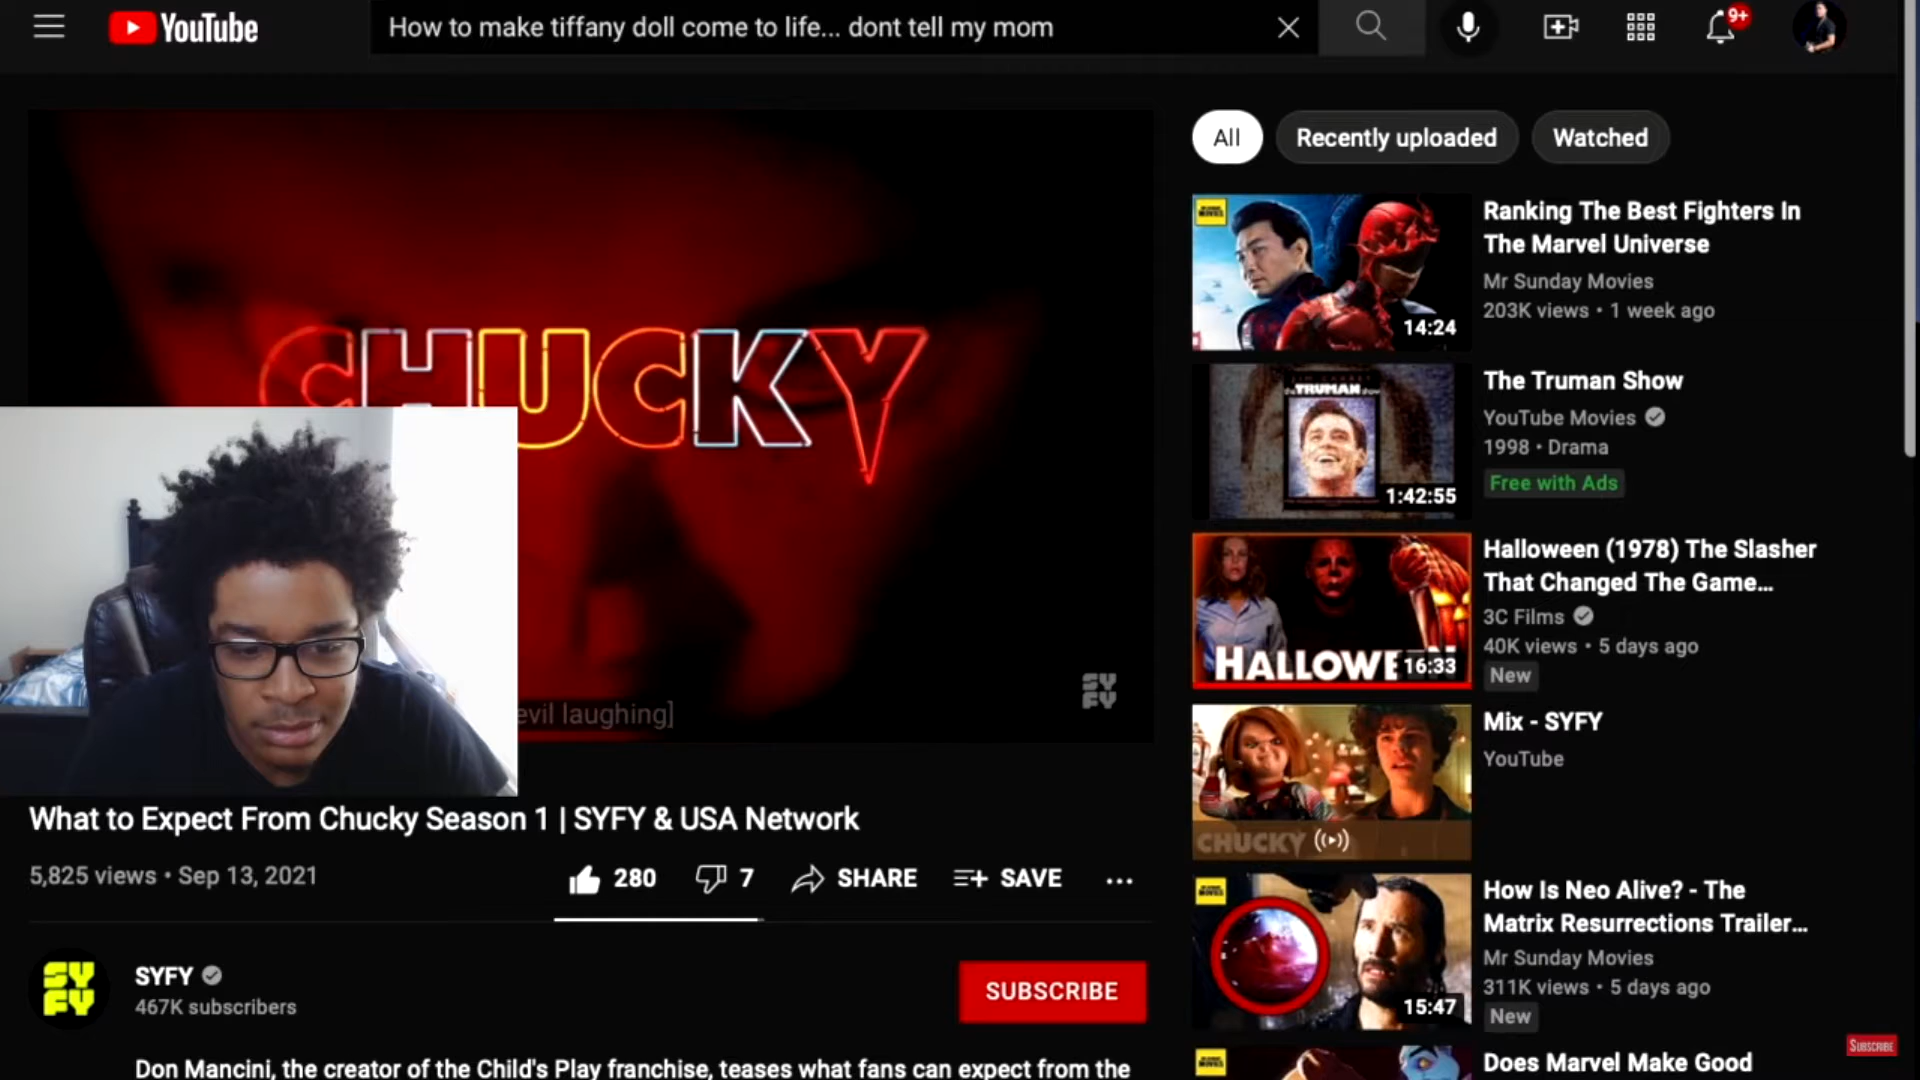 YouTube
How to make tiffany doll come to life... dont tell my mom
9+
CHUCKY
evil laughing]
SYFY
What to Expect From Chucky Season 1 | SYFY & USA Network
5,825 views • Sep 13, 2021
280
7
SHARE
SAVE
SYFY
SYFY
467K subscribers
SUBSCRIBE
Don Mancini, the creator of the Child's Play franchise, teases what fans can expect from the
All
Recently uploaded
Watched
14:24
Ranking The Best Fighters In
The Marvel Universe
Mr Sunday Movies
203K views • 1 week ago
TRUMAN
1:42:55
The Truman Show
YouTube Movies
1998 • Drama
Free with Ads
HALLOWE
16:33
Halloween (1978) The Slasher
That Changed The Game...
3C Films
40K views • 5 days ago
New
CHUCKY
Mix - SYFY
YouTube
15:47
How Is Neo Alive? - The
Matrix Resurrections Trailer...
Mr Sunday Movies
311K views • 5 days ago
New
Does Marvel Make Good
SUBSCRIBE